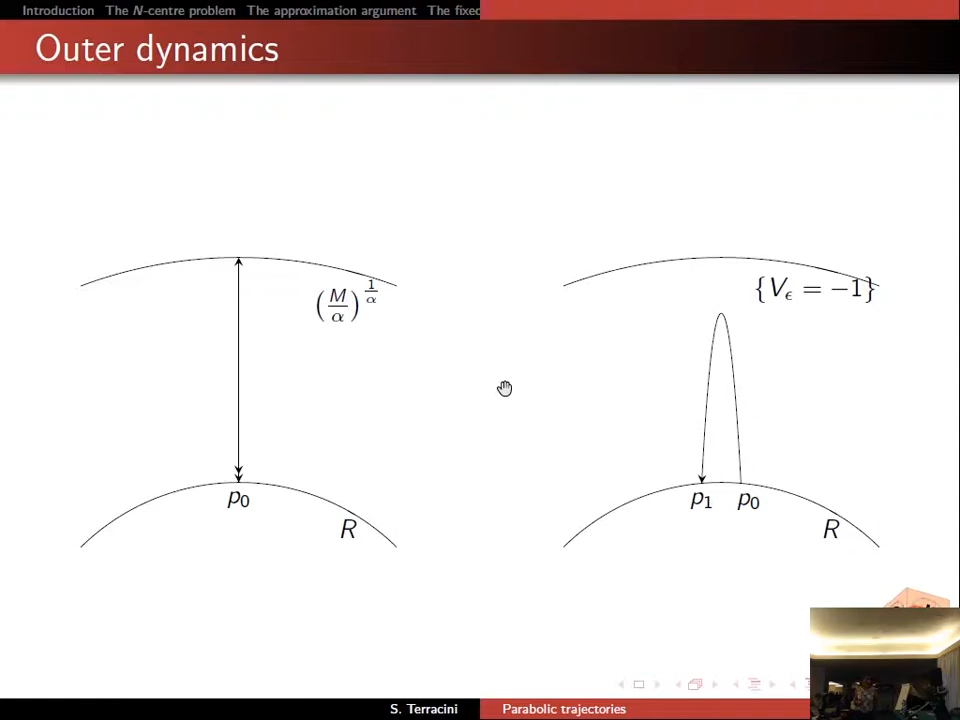 Introduction The N-centre problem The approximation argument The fixed
Outer dynamics
(M/α)^{1/α}
p₀
R
{V_ϵ = −1}
p₁ p₀
R
S. Terracini Parabolic trajectories